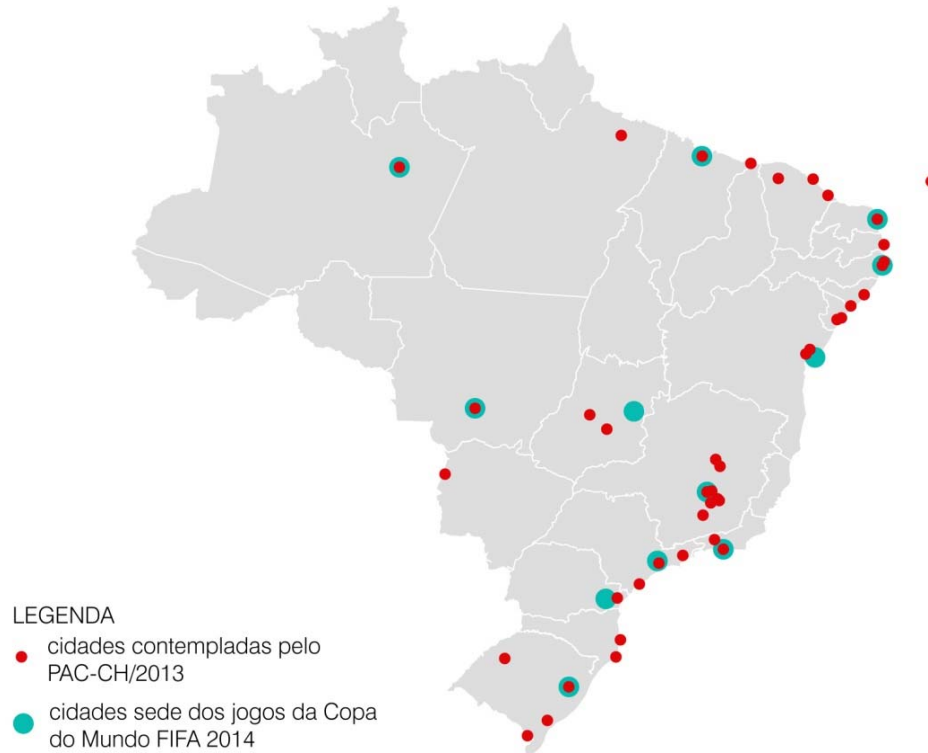 LEGENDA
cidades contempladas pelo
PAC-CH/2013
cidades sede dos jogos da Copa
do Mundo FIFA 2014